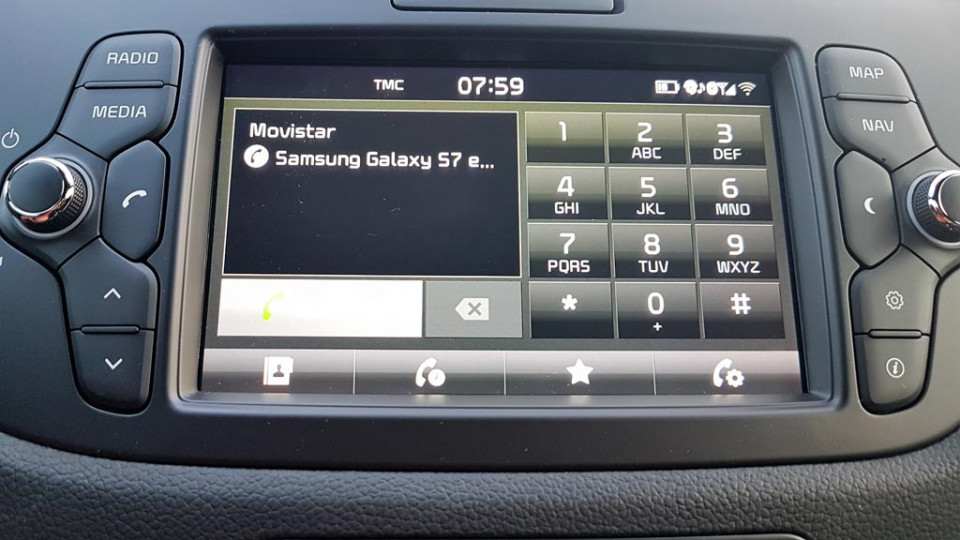 RADIO
MEDIA
MAP
NAV
TMC 07:59
Movistar
Samsung Galaxy S7 e...
1 2 3
ABC DEF
4 5 6
GHI JKL MNO
7 8 9
PQRS TUV WXYZ
* 0 #
+